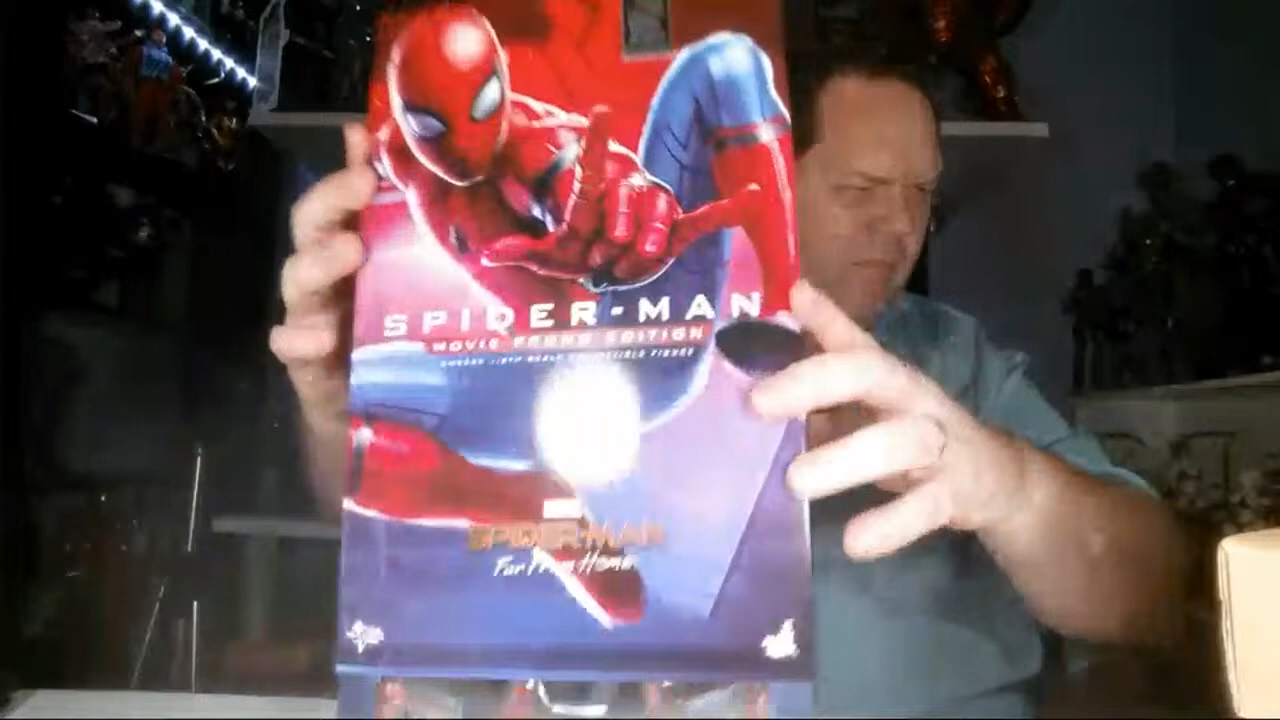 SPIDER-MAN
MOVIE PROMO EDITION
SPIDER-MAN
Far From Home